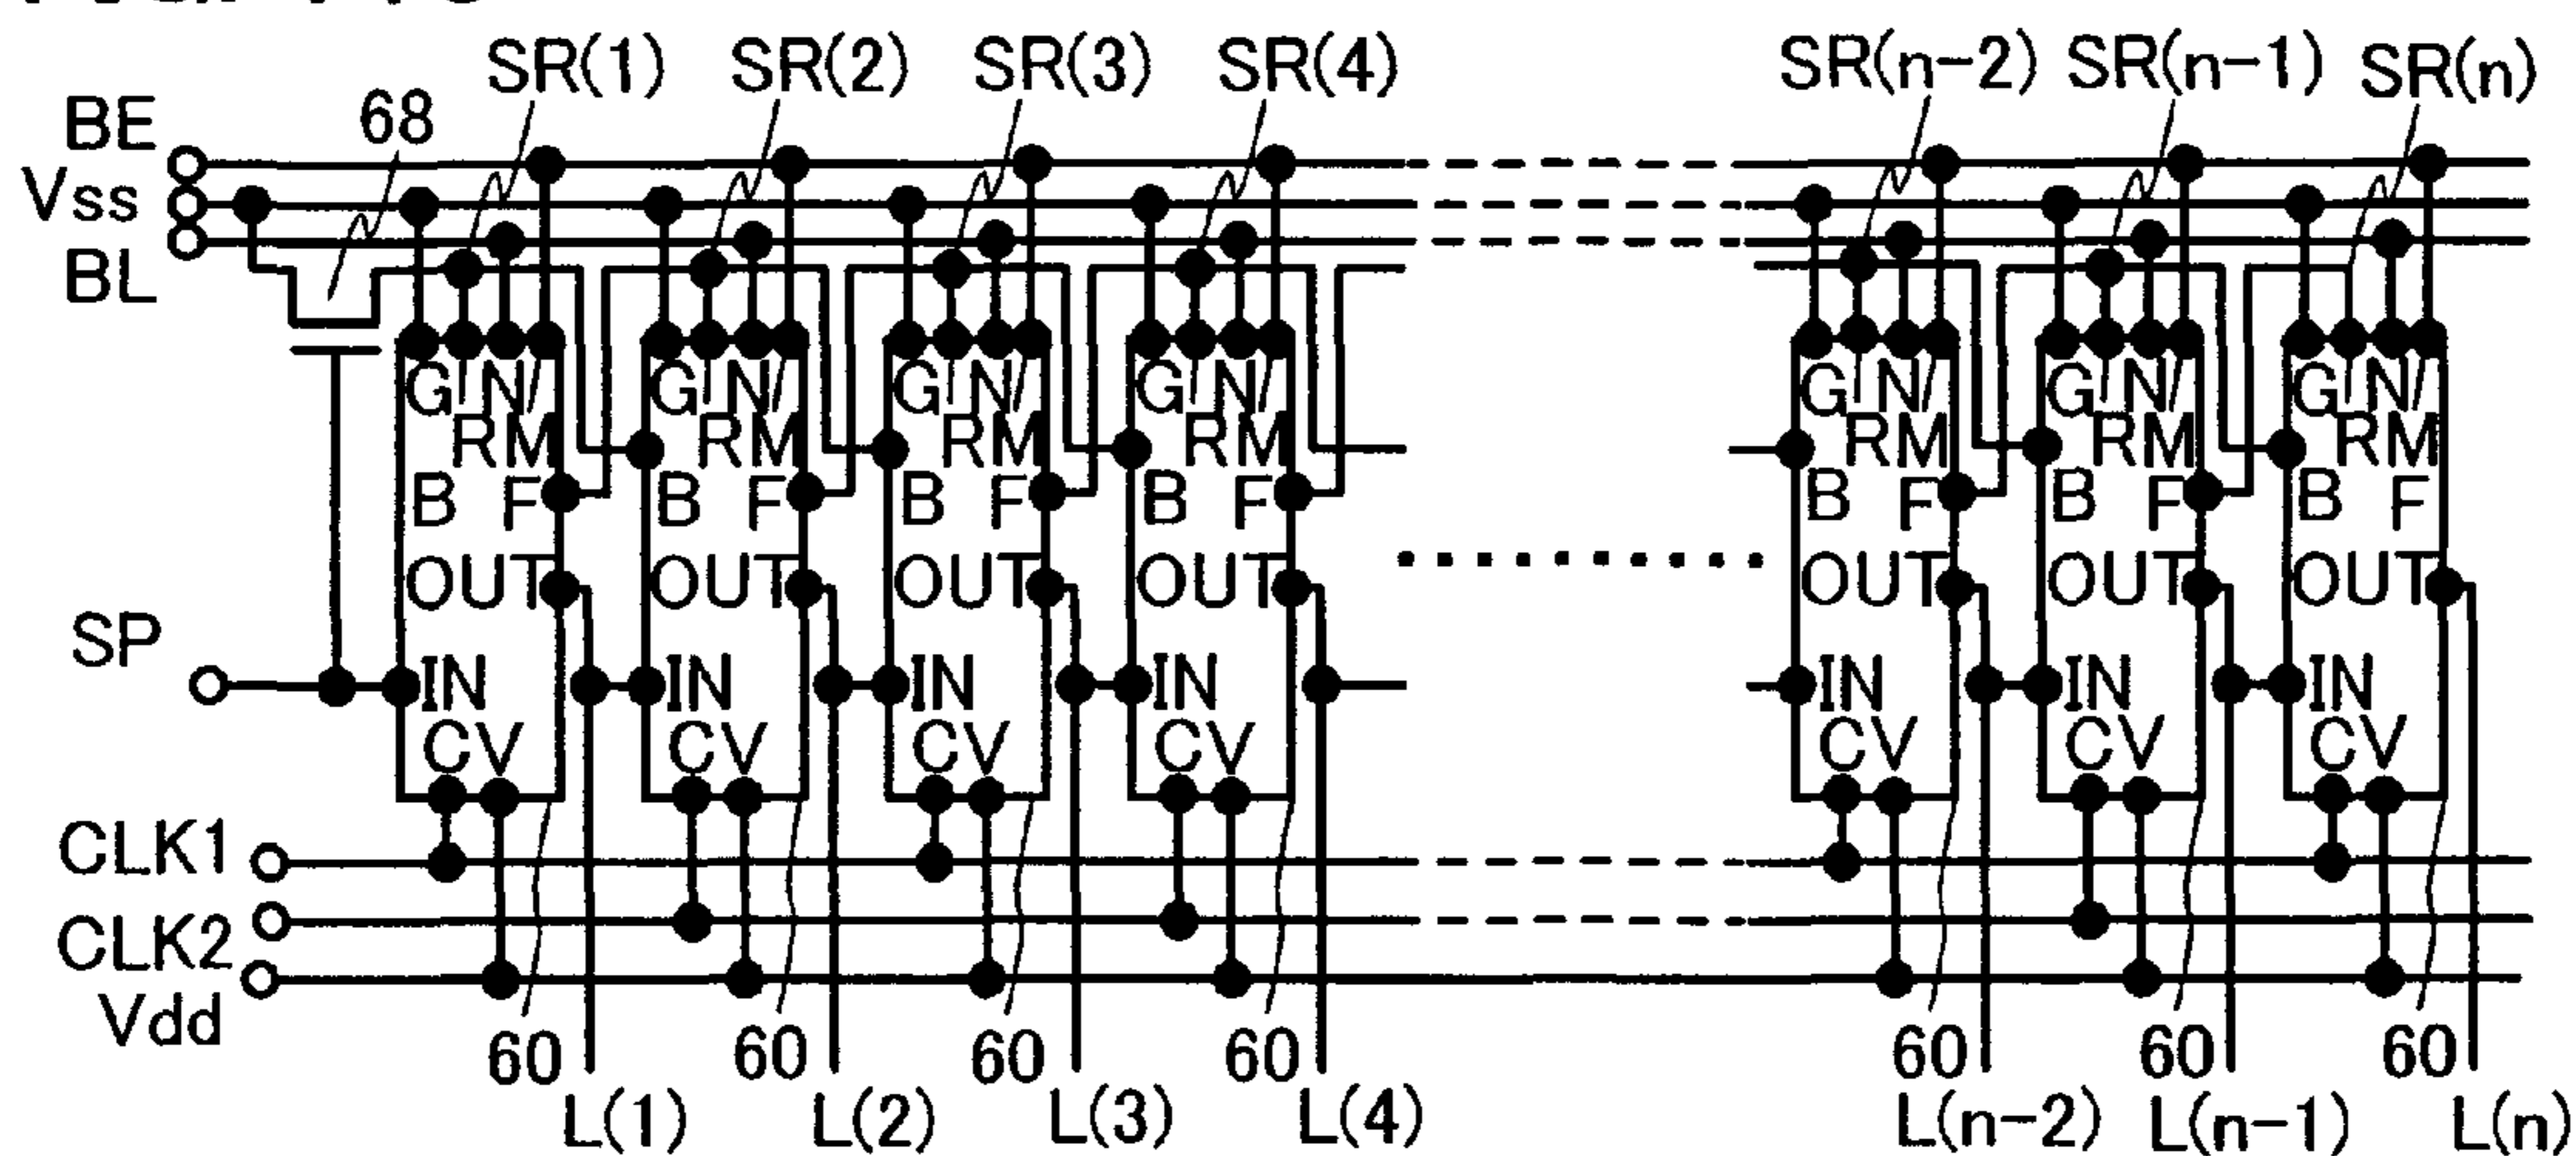 SR(1) SR(2) SR(3) SR(4) SR(n-2) SR(n-1) SR(n)
BE 68
Vss
BL
G N G N G N G N G N G N G N
RM RM RM RM RM RM RM
B F B F B F B F B F B F B F
OUT OUT OUT OUT OUT OUT OUT
SP
IN IN IN IN IN IN IN
CV CV CV CV CV CV CV
CLK1
CLK2
Vdd
60 60 60 60 60 60 60
L(1) L(2) L(3) L(4) L(n-2) L(n-1) L(n)